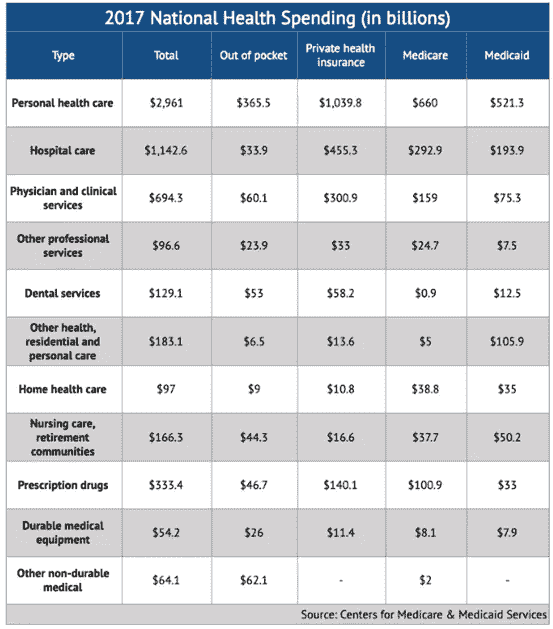 2017 National Health Spending (in billions)
Type Total Out of pocket Private health insurance Medicare Medicaid
Personal health care $2,961 $365.5 $1,039.8 $660 $521.3
Hospital care $1,142.6 $33.9 $455.3 $292.9 $193.9
Physician and clinical services $694.3 $60.1 $300.9 $159 $75.3
Other professional services $96.6 $23.9 $33 $24.7 $7.5
Dental services $129.1 $53 $58.2 $0.9 $12.5
Other health, residential and personal care $183.1 $6.5 $13.6 $5 $105.9
Home health care $97 $9 $10.8 $38.8 $35
Nursing care, retirement communities $166.3 $44.3 $16.6 $37.7 $50.2
Prescription drugs $333.4 $46.7 $140.1 $100.9 $33
Durable medical equipment $54.2 $26 $11.4 $8.1 $7.9
Other non-durable medical $64.1 $62.1 - $2 -
Source: Centers for Medicare & Medicaid Services